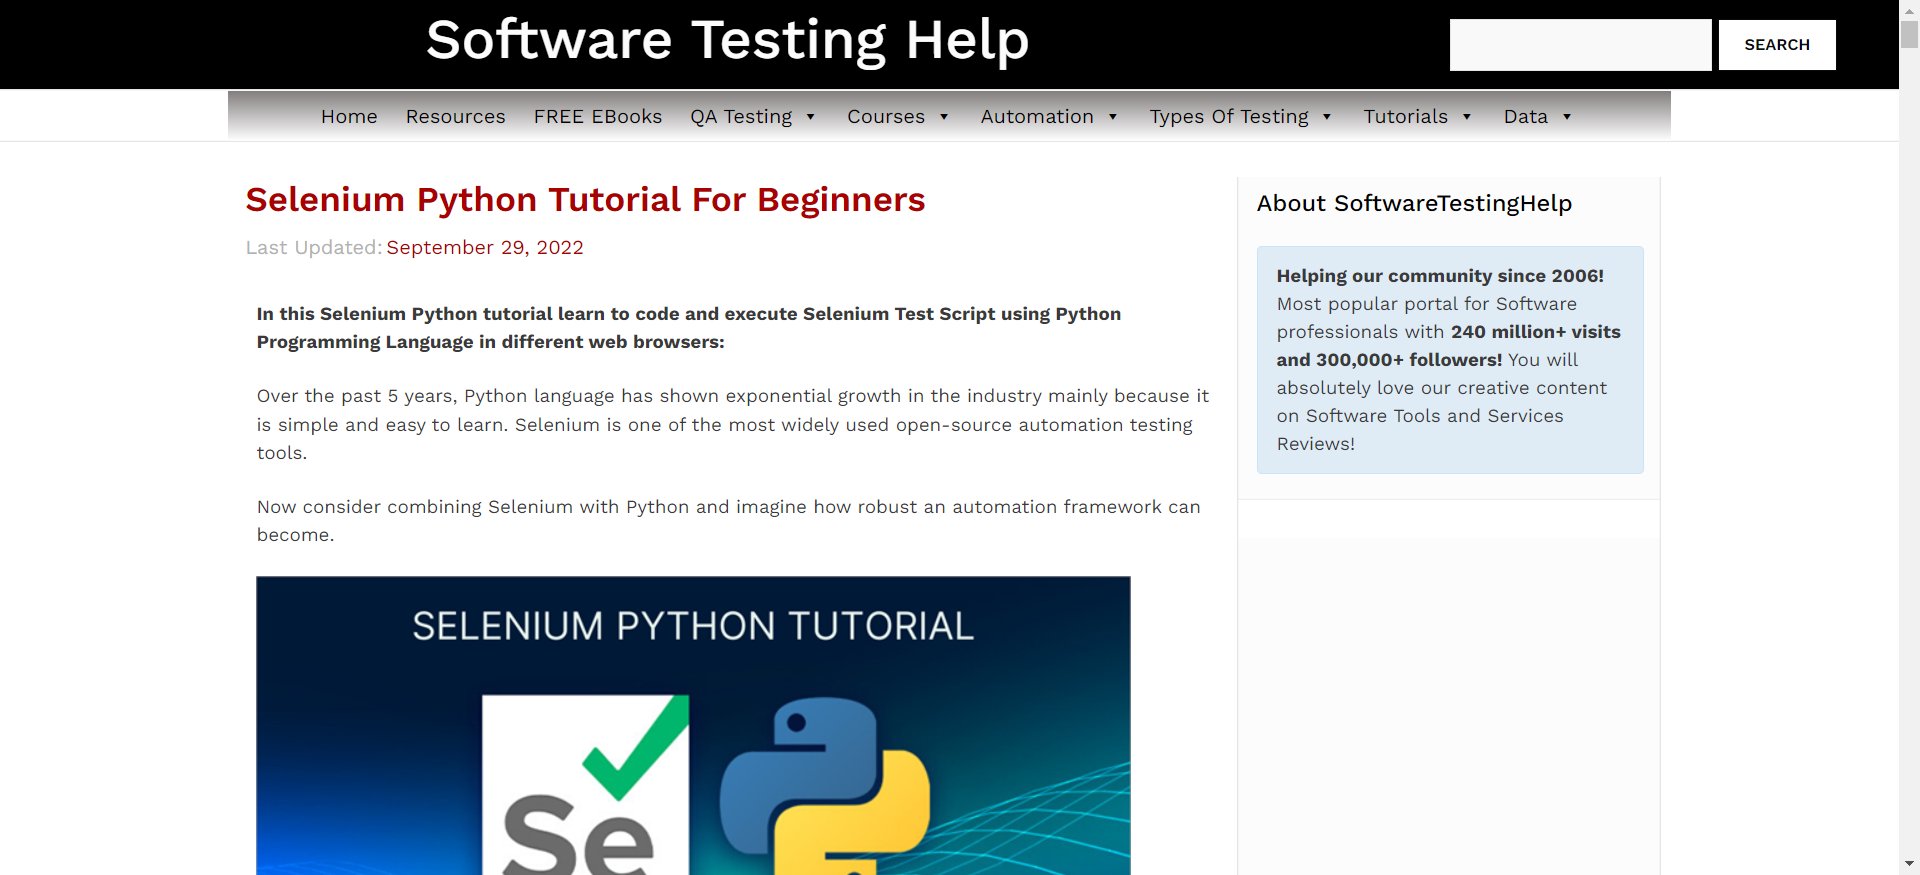 Software Testing Help
SEARCH
Home Resources FREE EBooks QA Testing Courses Automation Types Of Testing Tutorials Data
Selenium Python Tutorial For Beginners
Last Updated: September 29, 2022
In this Selenium Python tutorial learn to code and execute Selenium Test Script using Python
Programming Language in different web browsers:
Over the past 5 years, Python language has shown exponential growth in the industry mainly because it
is simple and easy to learn. Selenium is one of the most widely used open-source automation testing
tools.
Now consider combining Selenium with Python and imagine how robust an automation framework can
become.
SELENIUM PYTHON TUTORIAL
Se
About SoftwareTestingHelp
Helping our community since 2006!
Most popular portal for Software
professionals with 240 million+ visits
and 300,000+ followers! You will
absolutely love our creative content
on Software Tools and Services
Reviews!